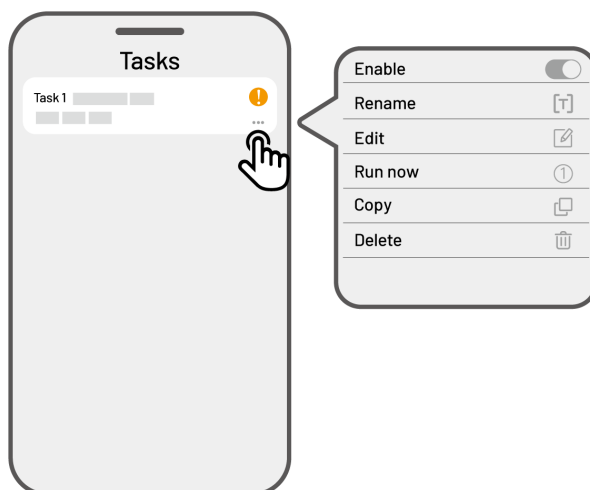 Tasks
Task 1
Enable
Rename
Edit
Run now
Copy
Delete